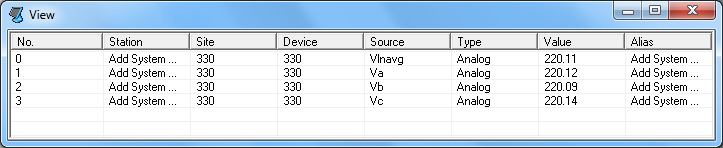 View
No. Station Site Device Source Type Value Alias
0 Add System ... 330 330 Vlnavg Analog 220.11 Add System ...
1 Add System ... 330 330 Va Analog 220.12 Add System ...
2 Add System ... 330 330 Vb Analog 220.09 Add System ...
3 Add System ... 330 330 Vc Analog 220.14 Add System ...